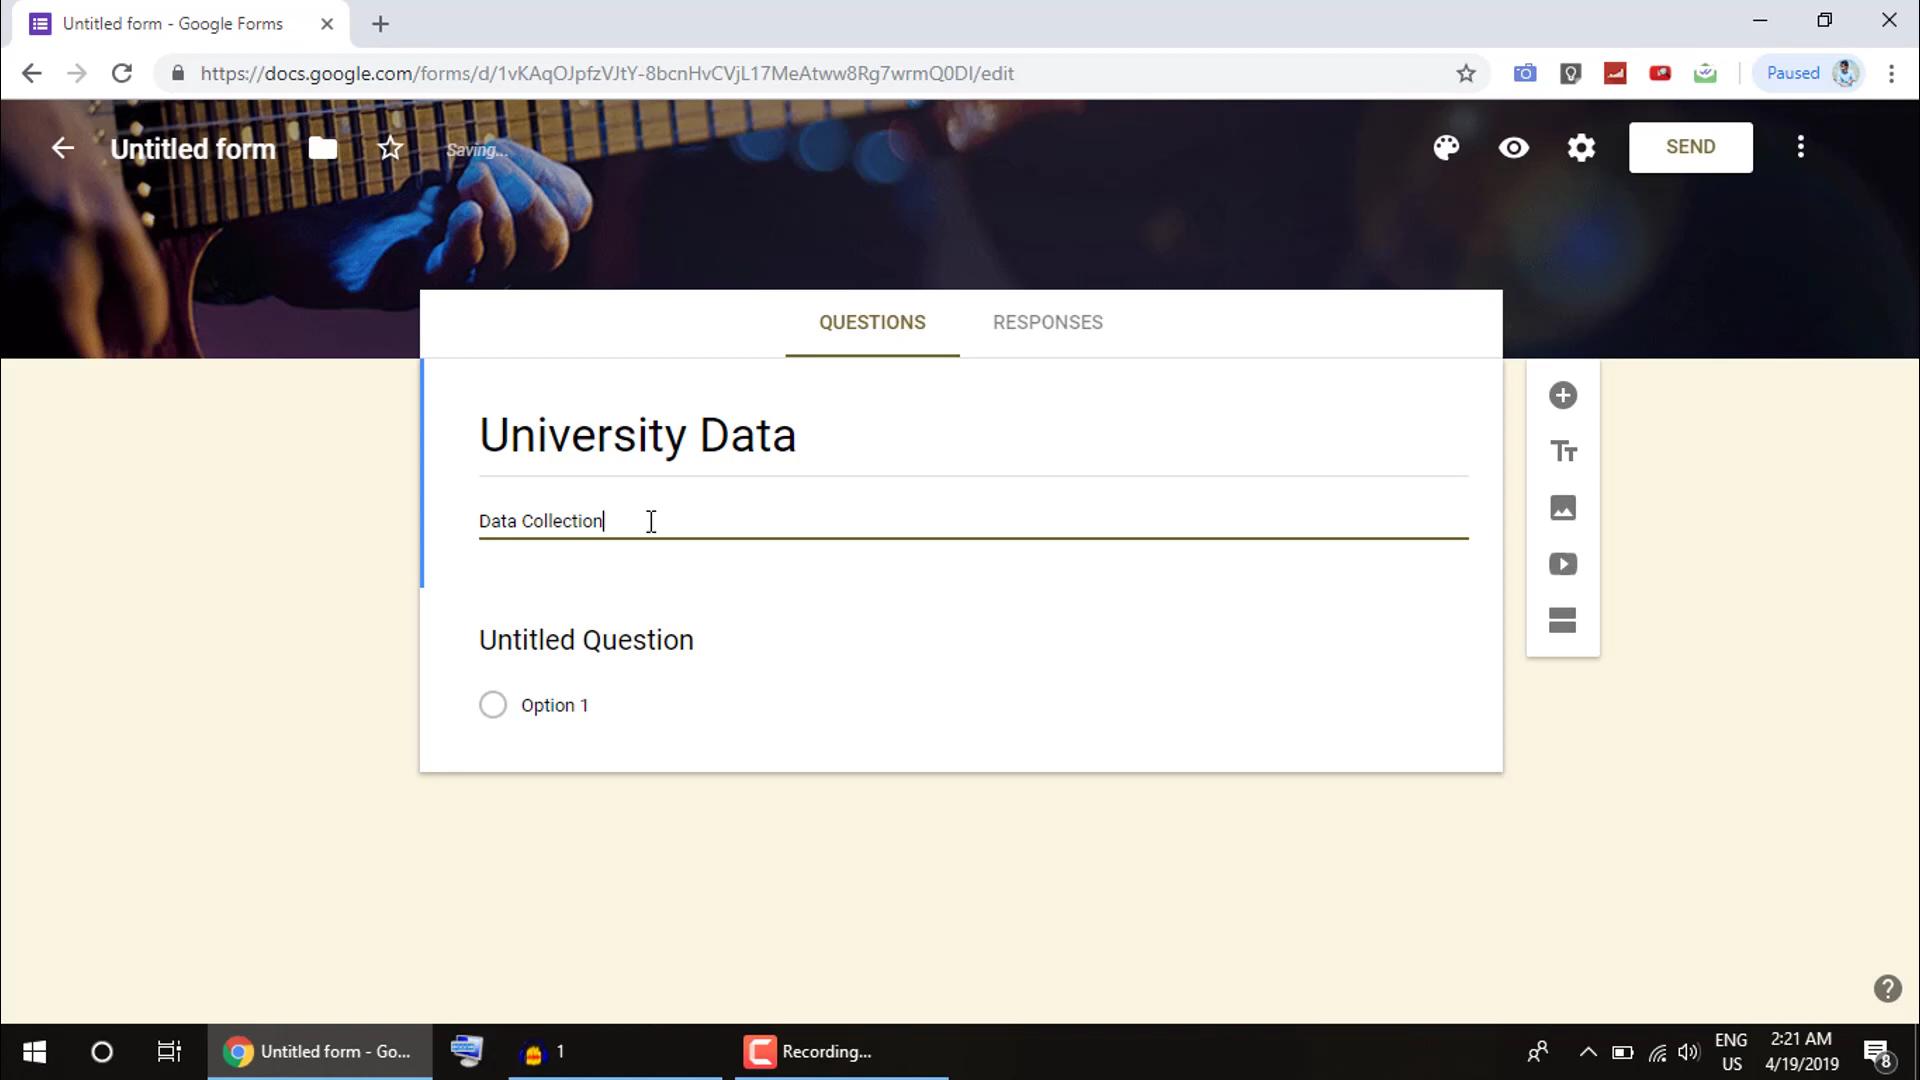 Untitled form - Google Forms
https://docs.google.com/forms/d/1vKAqOJpfzVJtY-8bcnHvCVjL17MeAtww8Rg7wrmQ0DI/edit
Paused
Untitled form
Saving...
SEND
QUESTIONS
RESPONSES
University Data
Tт
Data Collection
Untitled Question
Option 1
?
Untitled form - Go...
1
Recording...
ENG
US
2:21 AM
4/19/2019
8